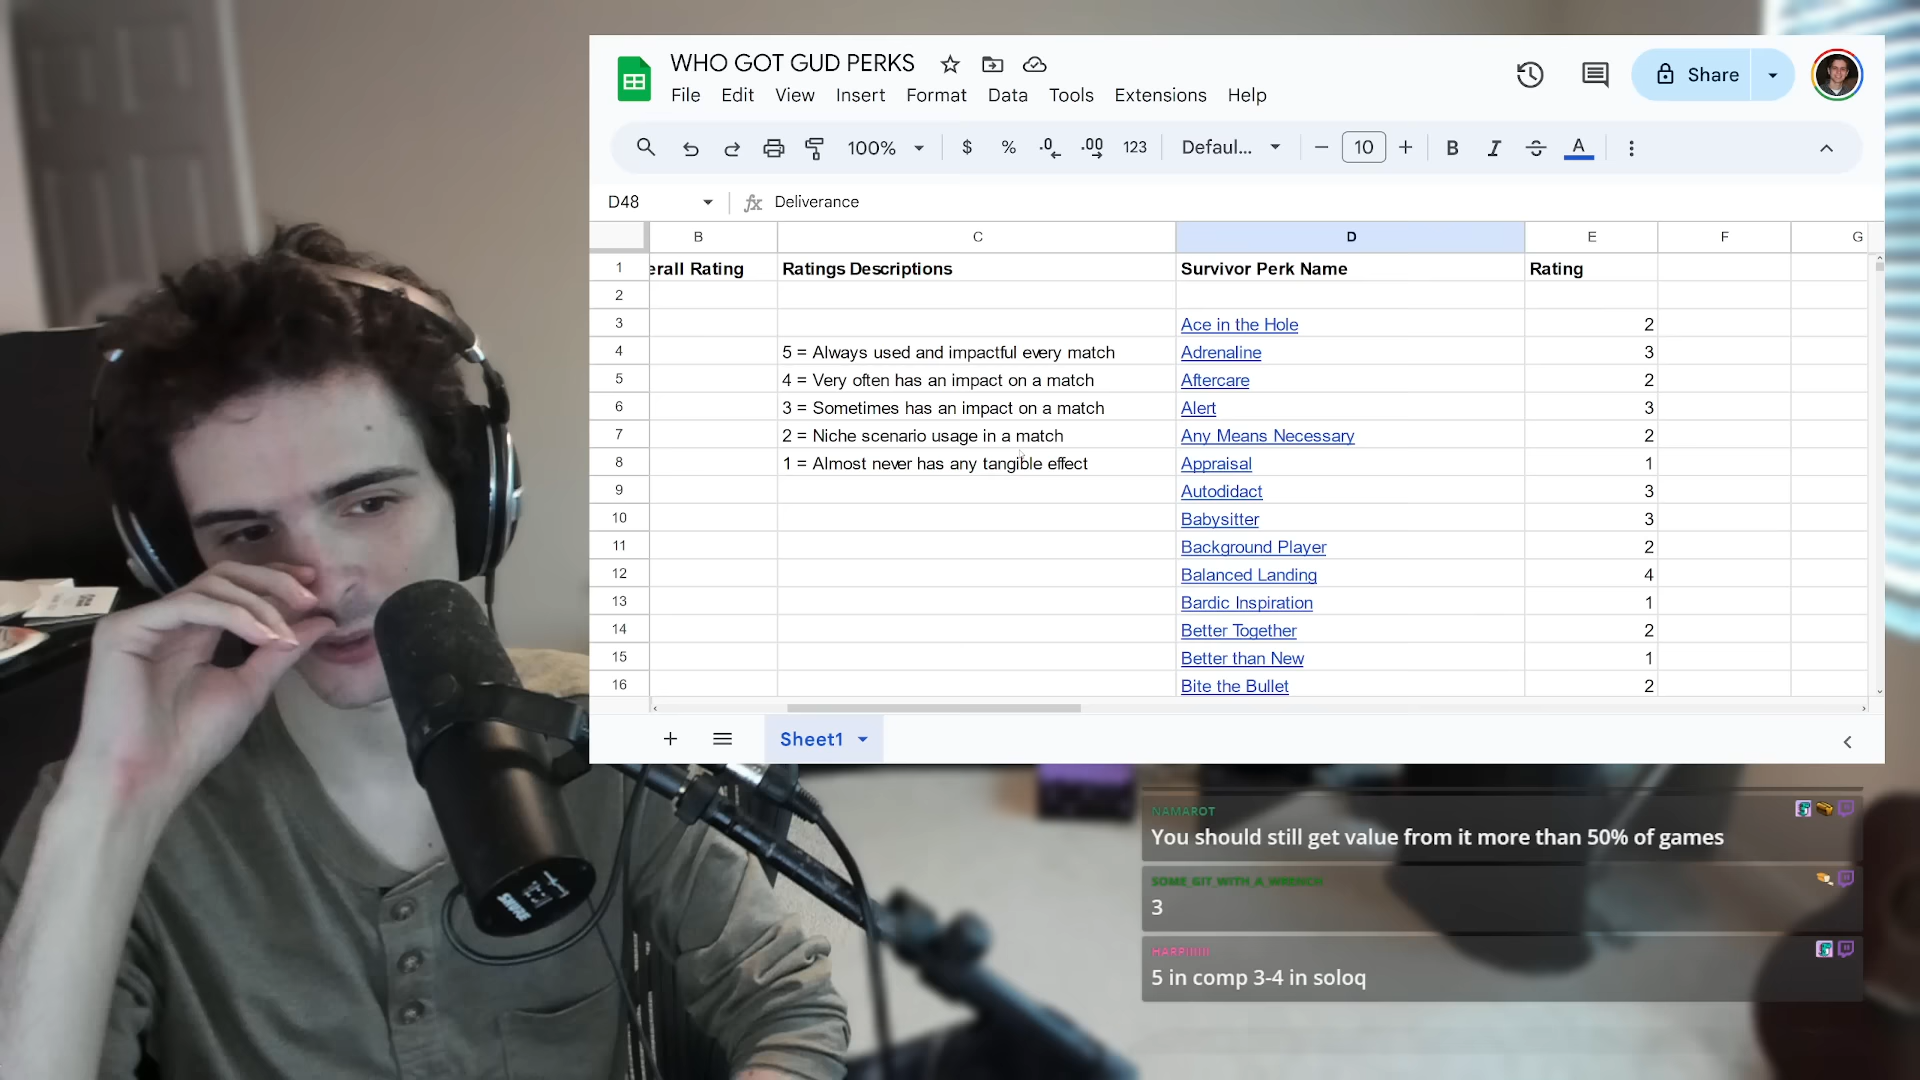 WHO GOT GUD PERKS
File Edit View Insert Format Data Tools Extensions Help
Share
100% $ % .0 .00 123 Defaul... 10 B I S A
D48 fx Deliverance
B C D E F G
1 erall Rating Ratings Descriptions Survivor Perk Name Rating
2
3 Ace in the Hole 2
4 5 = Always used and impactful every match Adrenaline 3
5 4 = Very often has an impact on a match Aftercare 2
6 3 = Sometimes has an impact on a match Alert 3
7 2 = Niche scenario usage in a match Any Means Necessary 2
8 1 = Almost never has any tangible effect Appraisal 1
9 Autodidact 3
10 Babysitter 3
11 Background Player 2
12 Balanced Landing 4
13 Bardic Inspiration 1
14 Better Together 2
15 Better than New 1
16 Bite the Bullet 2
Sheet1
NAMAROT
You should still get value from it more than 50% of games
SOME_GIT_WITH_A_WRENCH
3
5 in comp 3-4 in soloq
SHURE